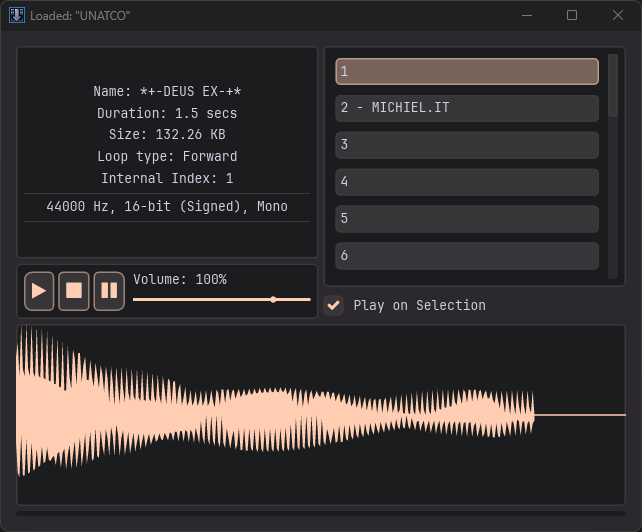 Loaded: "UNATCO"
Name: *+-DEUS EX-+*
Duration: 1.5 secs
Size: 132.26 KB
Loop type: Forward
Internal Index: 1
44000 Hz, 16-bit (Signed), Mono
1
2 - MICHIEL.IT
3
4
5
6
Volume: 100%
Play on Selection